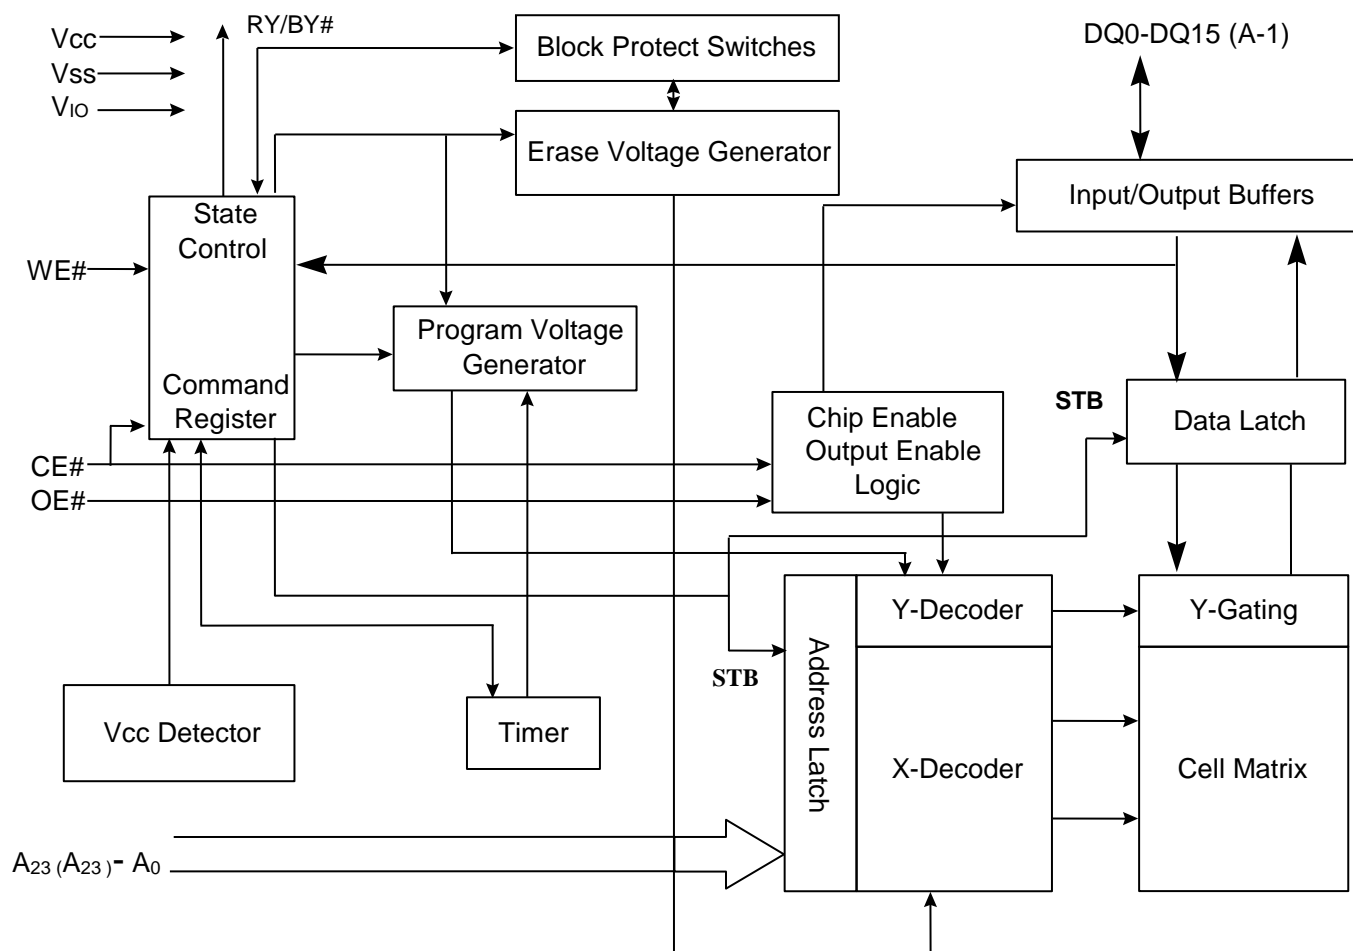 Vcc
Vss
VIO
RY/BY#
Block Protect Switches
DQ0-DQ15 (A-1)
Erase Voltage Generator
Input/Output Buffers
State
Control
WE#
Program Voltage
Generator
Command
Register
Chip Enable
Output Enable
Logic
STB
Data Latch
CE#
OE#
Address Latch
Y-Decoder
Y-Gating
STB
Vcc Detector
Timer
X-Decoder
Cell Matrix
A23 (A23)- A0